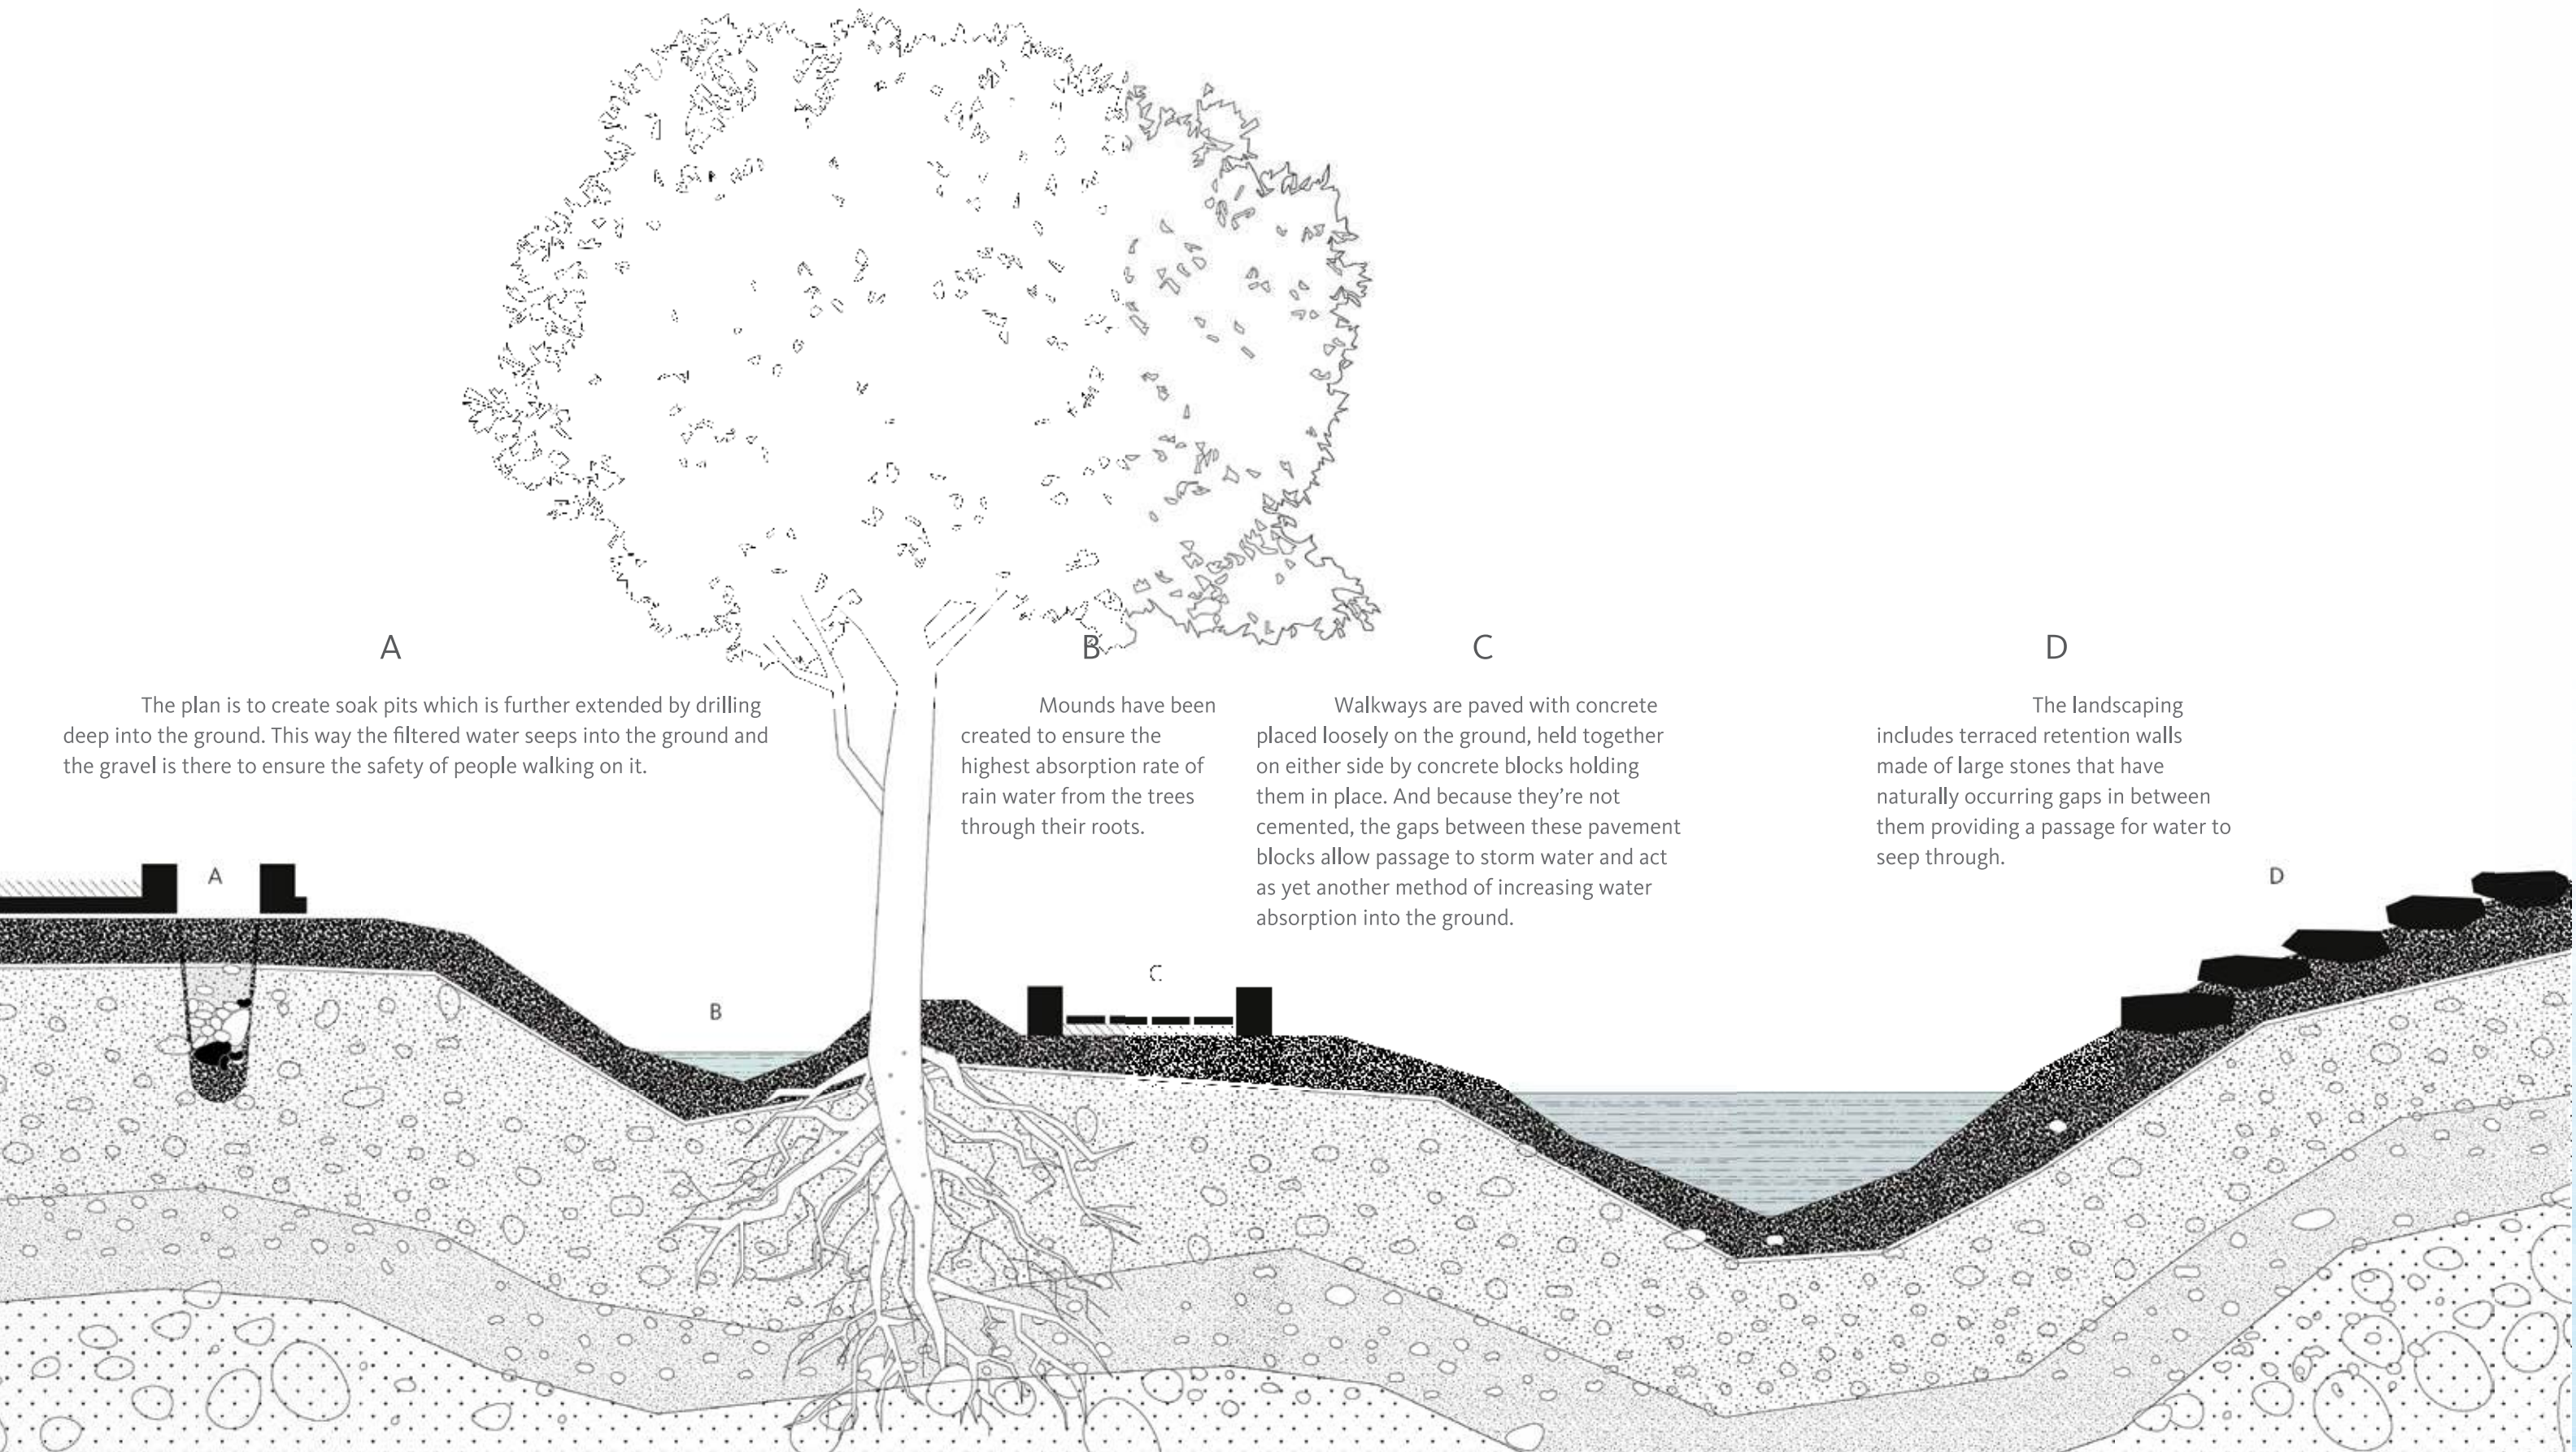 A
The plan is to create soak pits which is further extended by drilling
deep into the ground. This way the filtered water seeps into the ground and
the gravel is there to ensure the safety of people walking on it.
B
Mounds have been
created to ensure the
highest absorption rate of
rain water from the trees
through their roots.
C
Walkways are paved with concrete
placed loosely on the ground, held together
on either side by concrete blocks holding
them in place. And because they’re not
cemented, the gaps between these pavement
blocks allow passage to storm water and act
as yet another method of increasing water
absorption into the ground.
D
The landscaping
includes terraced retention walls
made of large stones that have
naturally occurring gaps in between
them providing a passage for water to
seep through.
A
B
C
D